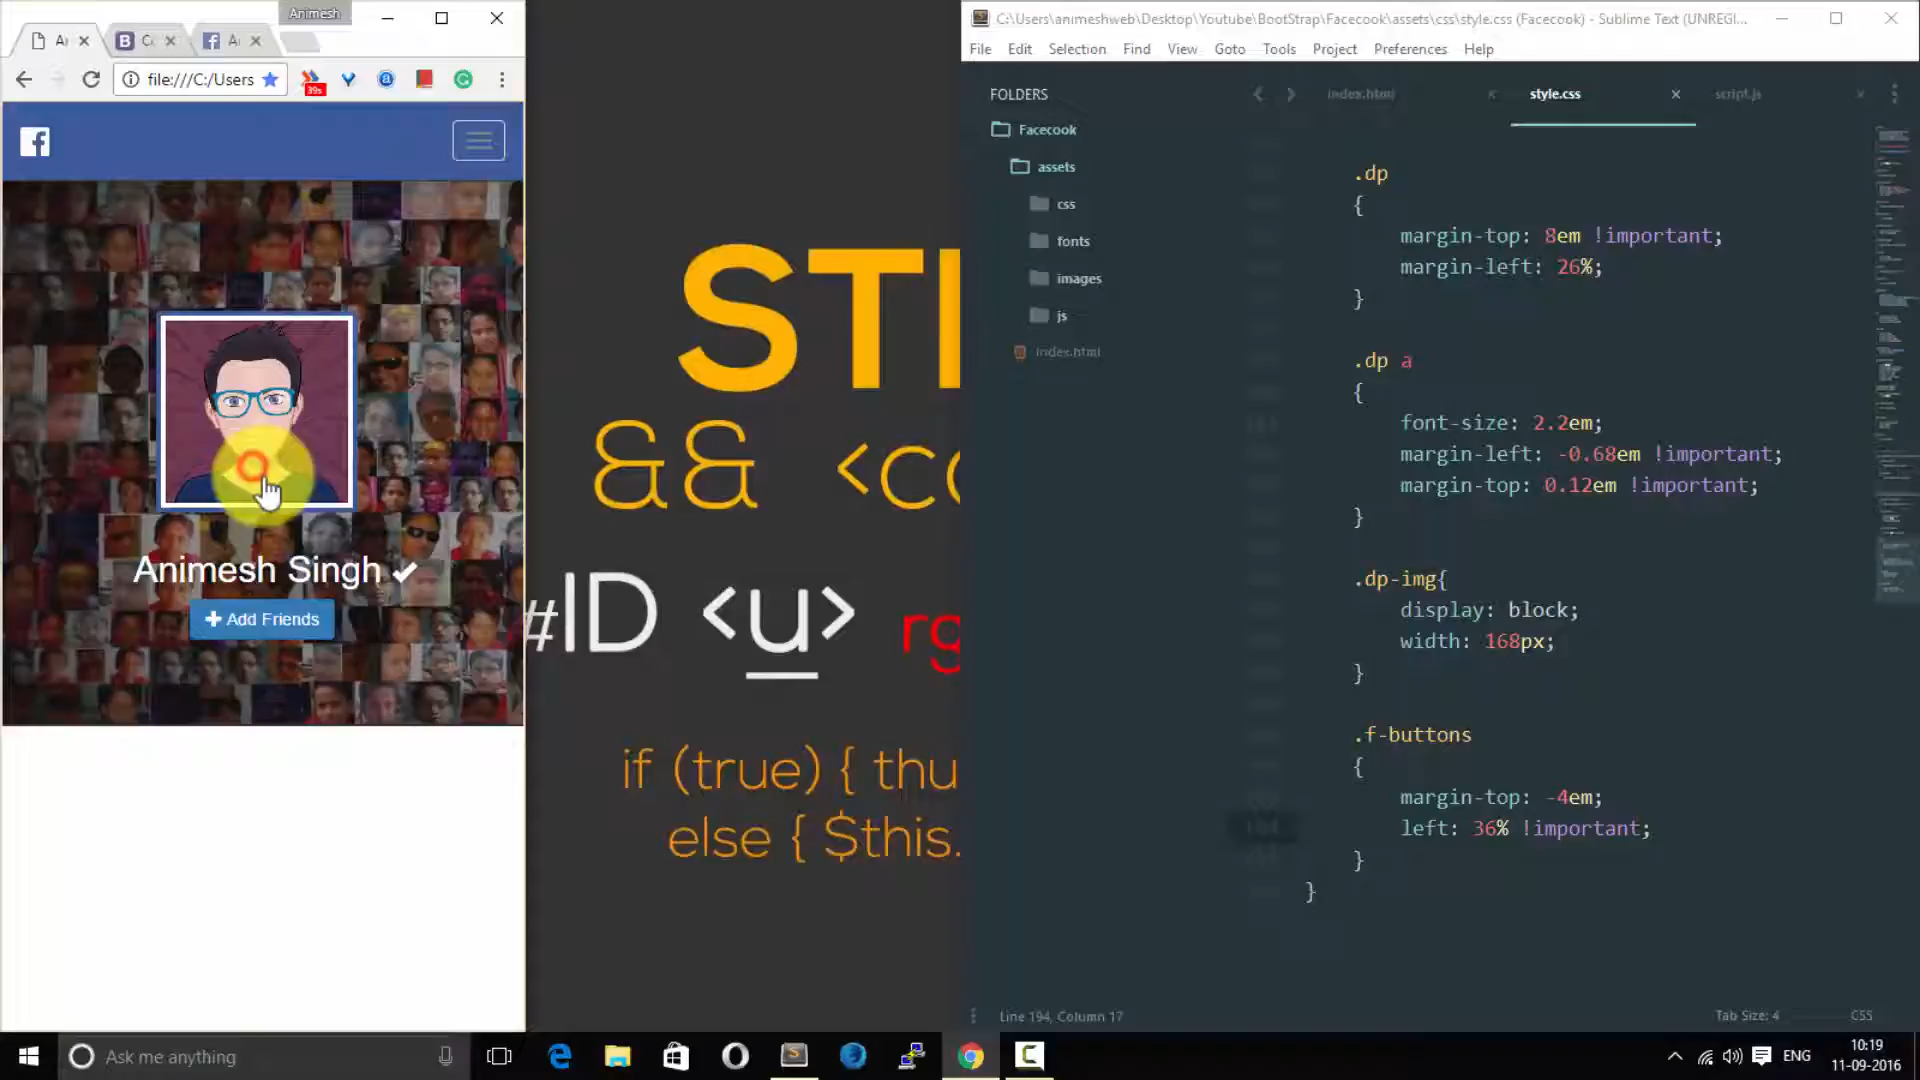 Animesh
A
C
A
file:///C:/Users
39s
Animesh Singh
Add Friends
ST
&& <co
#ID <u> rg
if (true) { thu
else { $this.
C:\Users\animeshweb\Desktop\Youtube\BootStrap\Facecook\assets\css\style.css (Facecook) - Sublime Text (UNREGI...
File Edit Selection Find View Goto Tools Project Preferences Help
FOLDERS
Facecook
assets
css
fonts
images
js
index.html
index.html style.css script.js
.dp
{
margin-top: 8em !important;
margin-left: 26%;
}
.dp a
{
font-size: 2.2em;
margin-left: -0.68em !important;
margin-top: 0.12em !important;
}
.dp-img{
display: block;
width: 168px;
}
.f-buttons
{
margin-top: -4em;
left: 36% !important;
}
}
Line 194, Column 17
Tab Size: 4 CSS
Ask me anything
ENG
10:19
11-09-2016